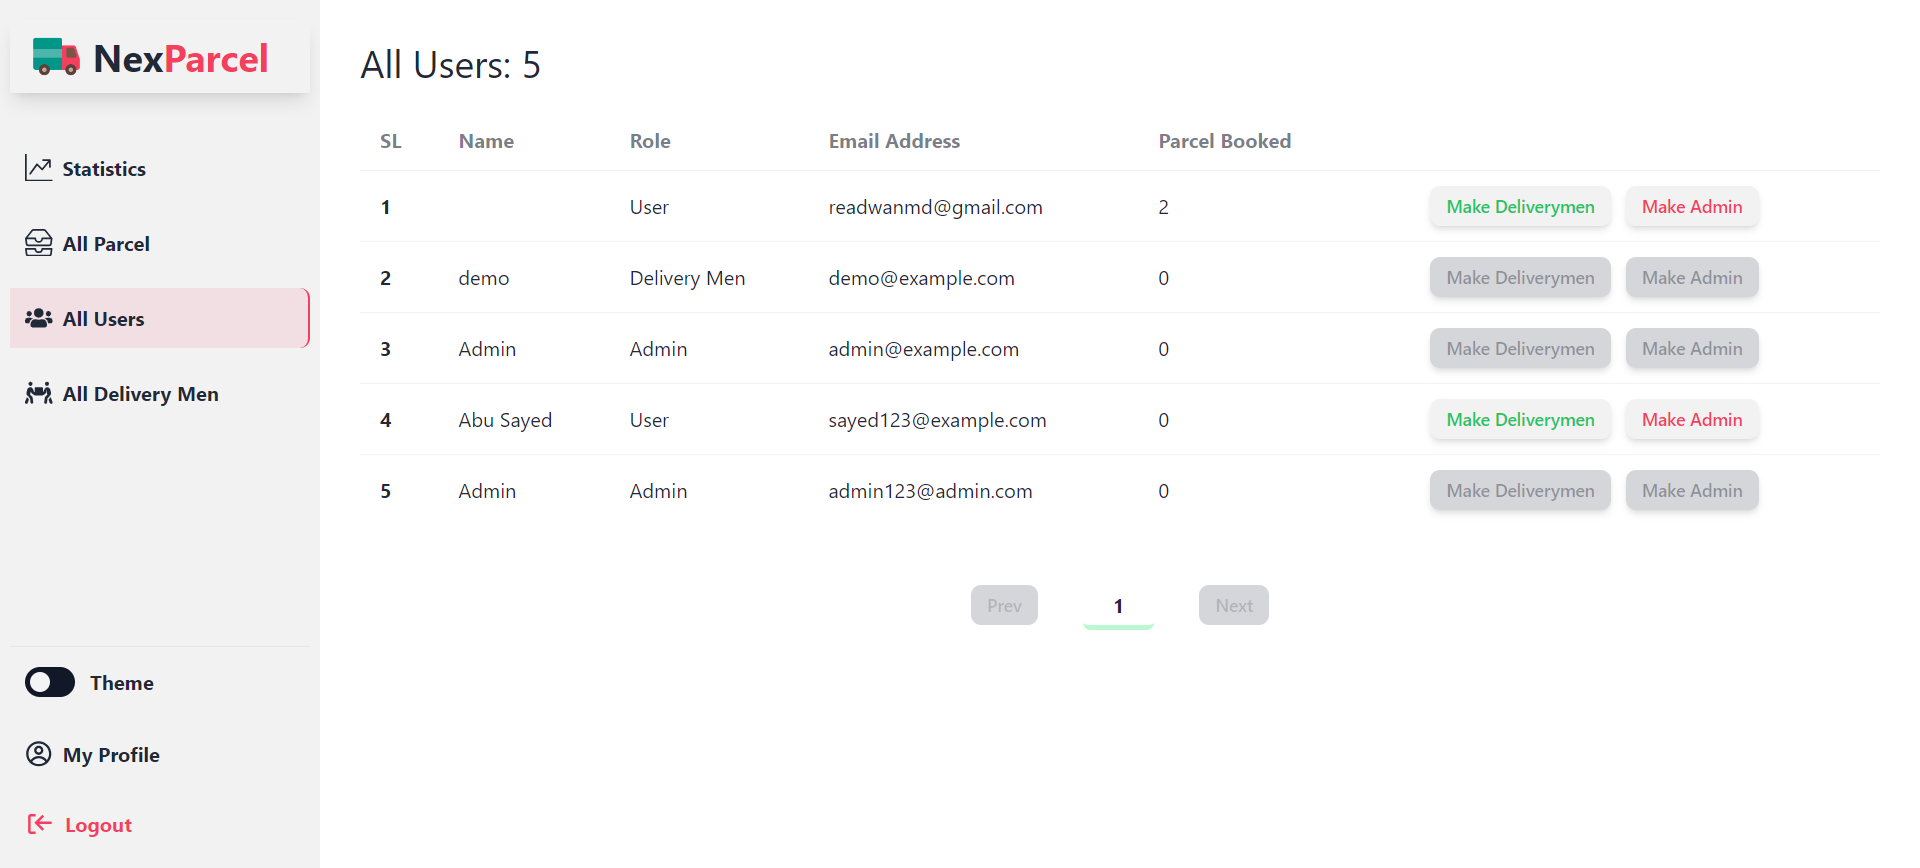 NexParcel
Statistics
All Parcel
All Users
All Delivery Men
Theme
My Profile
Logout
All Users: 5
SL Name Role Email Address Parcel Booked
1 User readwanmd@gmail.com 2 Make Deliverymen Make Admin
2 demo Delivery Men demo@example.com 0 Make Deliverymen Make Admin
3 Admin Admin admin@example.com 0 Make Deliverymen Make Admin
4 Abu Sayed User sayed123@example.com 0 Make Deliverymen Make Admin
5 Admin Admin admin123@admin.com 0 Make Deliverymen Make Admin
Prev 1 Next